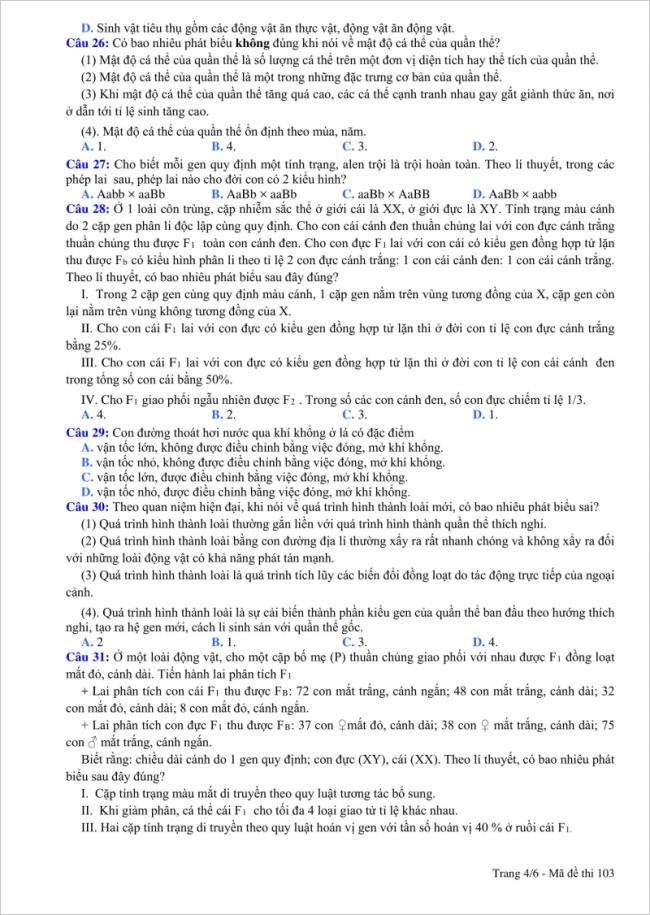 D. Sinh vật tiêu thụ gồm các động vật ăn thực vật, động vật ăn động vật.
Câu 26: Có bao nhiêu phát biểu không đúng khi nói về mật độ cá thể của quần thể?
(1) Mật độ cá thể của quần thể là số lượng cá thể trên một đơn vị diện tích hay thể tích của quần thể.
(2) Mật độ cá thể của quần thể là một trong những đặc trưng cơ bản của quần thể.
(3) Khi mật độ cá thể của quần thể tăng quá cao, các cá thể cạnh tranh nhau gay gắt giành thức ăn, nơi
ở dẫn tới tỉ lệ sinh tăng cao.
(4). Mật độ cá thể của quần thể ổn định theo mùa, năm.
A. 1. B. 4. C. 3. D. 2.
Câu 27: Cho biết mỗi gen quy định một tính trạng, alen trội là trội hoàn toàn. Theo lí thuyết, trong các
phép lai sau, phép lai nào cho đời con có 2 kiểu hình?
A. Aabb × aaBb B. AaBb × aaBb C. aaBb × AaBB D. AaBb × aabb
Câu 28: Ở 1 loài côn trùng, cặp nhiễm sắc thể ở giới cái là XX, ở giới đực là XY. Tính trạng màu cánh
do 2 cặp gen phân li độc lập cùng quy định. Cho con cái cánh đen thuần chủng lai với con đực cánh trắng
thuần chủng thu được F1 toàn con cánh đen. Cho con đực F1 lai với con cái có kiểu gen đồng hợp tử lặn
thu được Fb có kiểu hình phân li theo tỉ lệ 2 con đực cánh trắng: 1 con cái cánh đen: 1 con cái cánh trắng.
Theo lí thuyết, có bao nhiêu phát biểu sau đây đúng?
I. Trong 2 cặp gen cùng quy định màu cánh, 1 cặp gen nằm trên vùng tương đồng của X, cặp gen còn
lại nằm trên vùng không tương đồng của X.
II. Cho con cái F1 lai với con đực có kiểu gen đồng hợp tử lặn thì ở đời con tỉ lệ con đực cánh trắng
bằng 25%.
III. Cho con cái F1 lai với con đực có kiểu gen đồng hợp tử lặn thì ở đời con tỉ lệ con cái cánh đen
trong tổng số con cái bằng 50%.
IV. Cho F1 giao phối ngẫu nhiên được F2 . Trong số các con cánh đen, số con đực chiếm tỉ lệ 1/3.
A. 4. B. 2. C. 3. D. 1.
Câu 29: Con đường thoát hơi nước qua khí khổng ở lá có đặc điểm
A. vận tốc lớn, không được điều chỉnh bằng việc đóng, mở khí khổng.
B. vận tốc nhỏ, không được điều chỉnh bằng việc đóng, mở khí khổng.
C. vận tốc lớn, được điều chỉnh bằng việc đóng, mở khí khổng.
D. vận tốc nhỏ, được điều chỉnh bằng việc đóng, mở khí khổng.
Câu 30: Theo quan niệm hiện đại, khi nói về quá trình hình thành loài mới, có bao nhiêu phát biểu sai?
(1) Quá trình hình thành loài thường gắn liền với quá trình hình thành quần thể thích nghi.
(2) Quá trình hình thành loài bằng con đường địa lí thường xẩy ra rất nhanh chóng và không xẩy ra đối
với những loài động vật có khả năng phát tán mạnh.
(3) Quá trình hình thành loài là quá trình tích lũy các biến đổi đồng loạt do tác động trực tiếp của ngoại
cảnh.
(4). Quá trình hình thành loài là sự cải biến thành phần kiểu gen của quần thể ban đầu theo hướng thích
nghi, tạo ra hệ gen mới, cách li sinh sản với quần thể gốc.
A. 2 B. 1. C. 3. D. 4.
Câu 31: Ở một loài động vật, cho một cặp bố mẹ (P) thuần chủng giao phối với nhau được F1 đồng loạt
mắt đỏ, cánh dài. Tiến hành lai phân tích F1
+ Lai phân tích con cái F1 thu được FB: 72 con mắt trắng, cánh ngắn; 48 con mắt trắng, cánh dài; 32
con mắt đỏ, cánh dài; 8 con mắt đỏ, cánh ngắn.
+ Lai phân tích con đực F1 thu được FB: 37 con ♀mắt đỏ, cánh dài; 38 con ♀ mắt trắng, cánh dài; 75
con ♂ mắt trắng, cánh ngắn.
Biết rằng: chiều dài cánh do 1 gen quy định; con đực (XY), cái (XX). Theo lí thuyết, có bao nhiêu phát
biểu sau đây đúng?
I. Cặp tính trạng màu mắt di truyền theo quy luật tương tác bổ sung.
II. Khi giảm phân, cá thể cái F1 cho tối đa 4 loại giao tử tỉ lệ khác nhau.
III. Hai cặp tính trạng di truyền theo quy luật hoán vị gen với tần số hoán vị 40 % ở ruồi cái F1.
Trang 4/6 - Mã đề thi 103